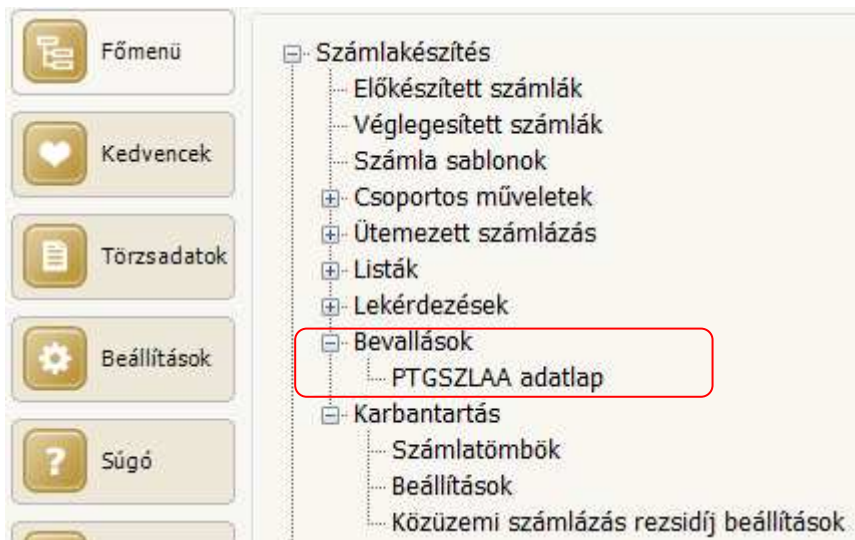 Főmenü
Kedvencek
Törzsadatok
Beállítások
Súgó
Számlakészítés
Előkészített számlák
Véglegesített számlák
Számla sablonok
Csoportos műveletek
Ütemezett számlázás
Listák
Lekérdezések
Bevallások
PTGSZLAA adatlap
Karbantartás
Számlatömbök
Beállítások
Közüzemi számlázás rezsidíj beállítások